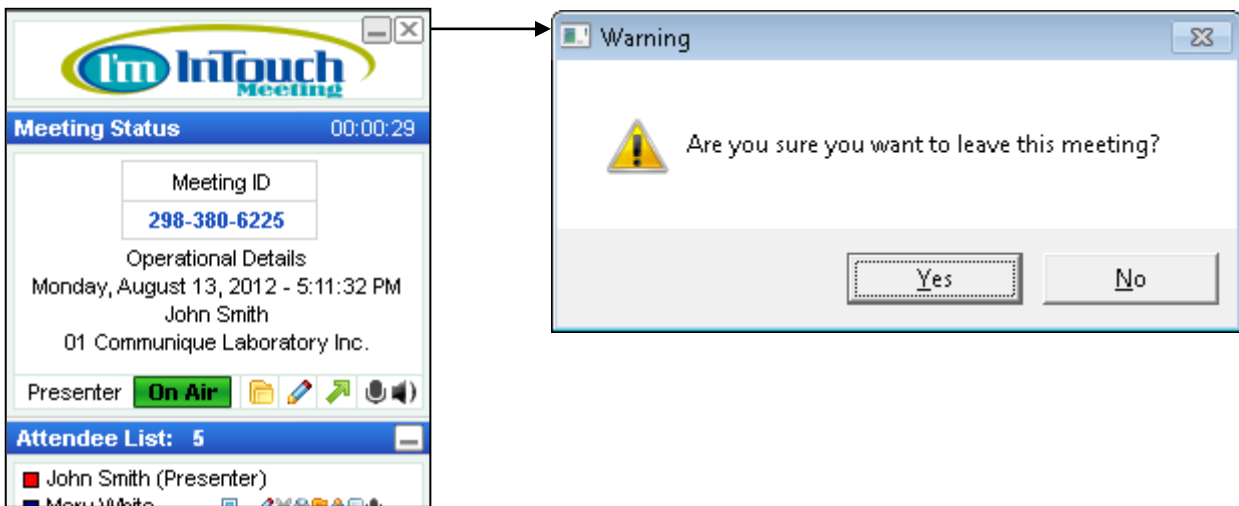 I'm InTouch
Meeting
Meeting Status 00:00:29
Meeting ID
298-380-6225
Operational Details
Monday, August 13, 2012 - 5:11:32 PM
John Smith
01 Communique Laboratory Inc.
Presenter On Air
Attendee List: 5
John Smith (Presenter)
Mary White
Warning
Are you sure you want to leave this meeting?
Yes No